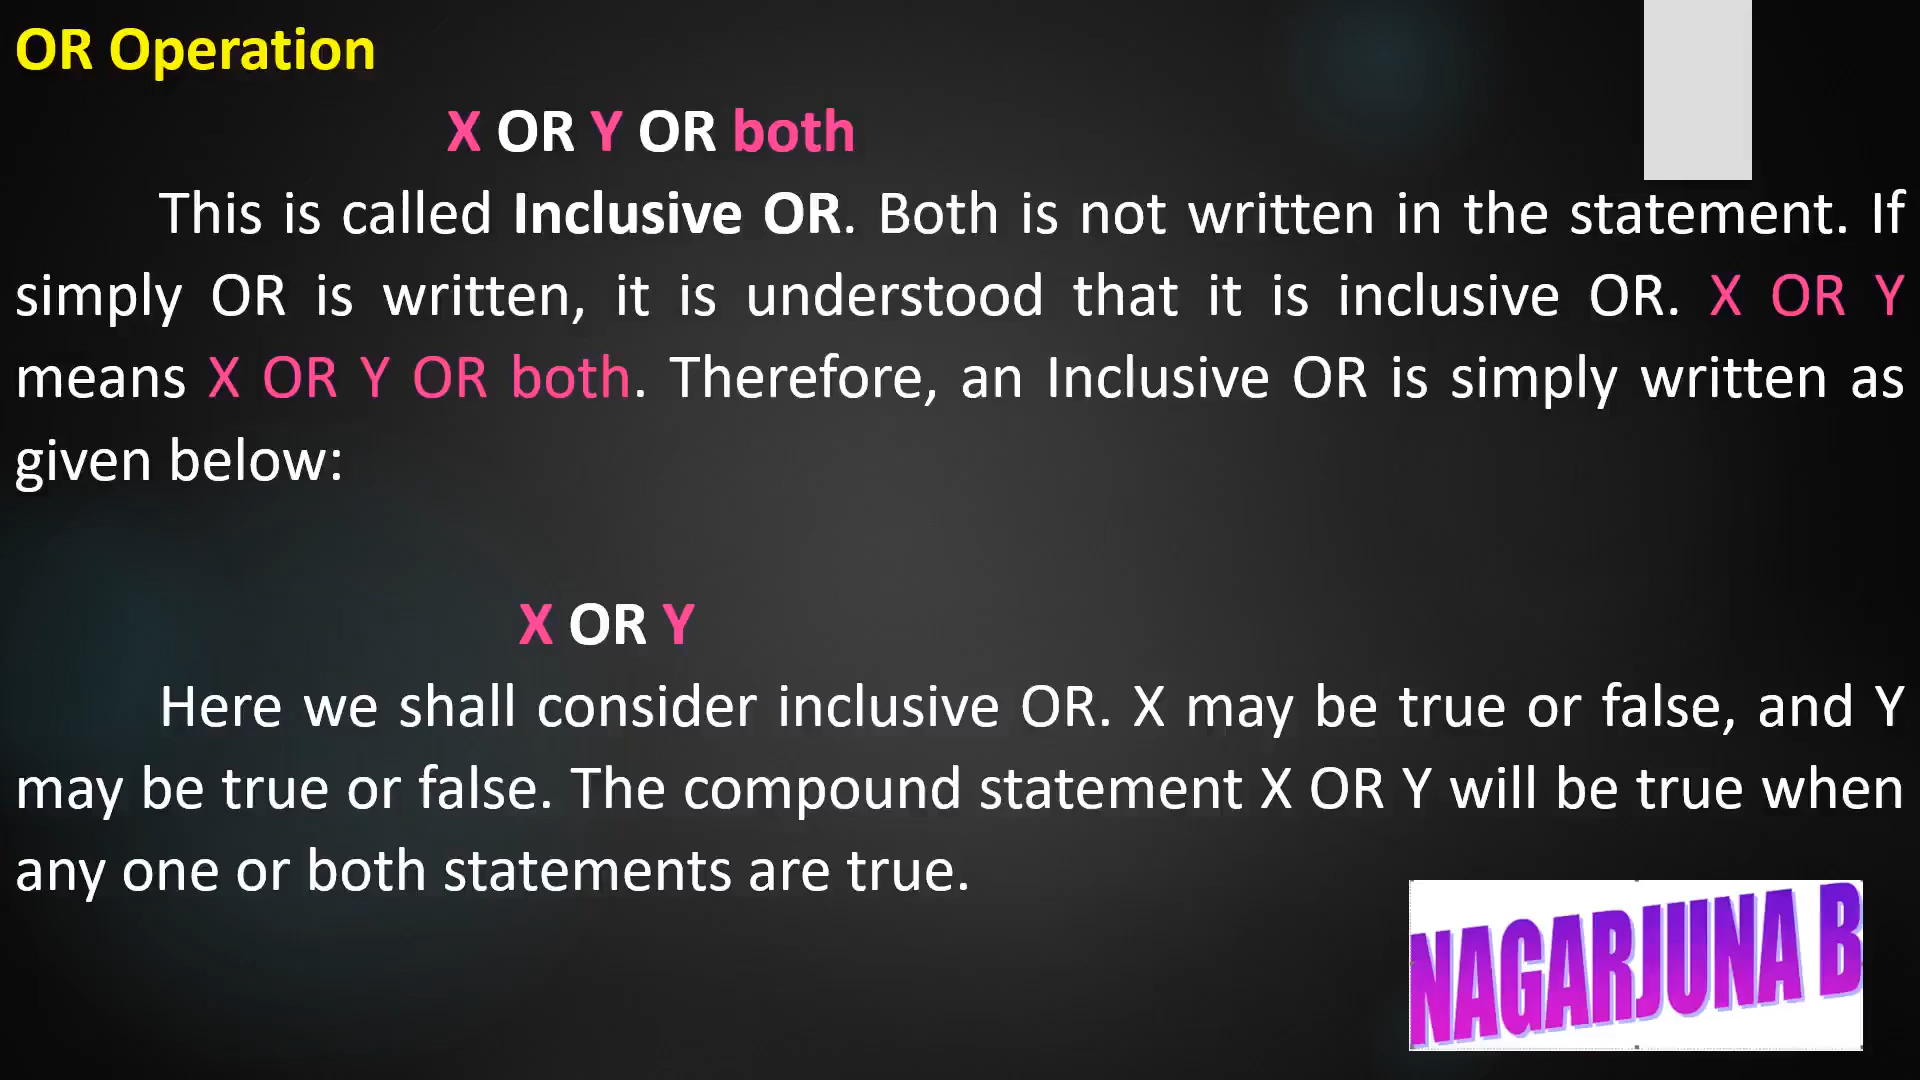 OR Operation
X OR Y OR both
This is called Inclusive OR. Both is not written in the statement. If
simply OR is written, it is understood that it is inclusive OR. X OR Y
means X OR Y OR both. Therefore, an Inclusive OR is simply written as
given below:
X OR Y
Here we shall consider inclusive OR. X may be true or false, and Y
may be true or false. The compound statement X OR Y will be true when
any one or both statements are true.
NAGARJUNA B